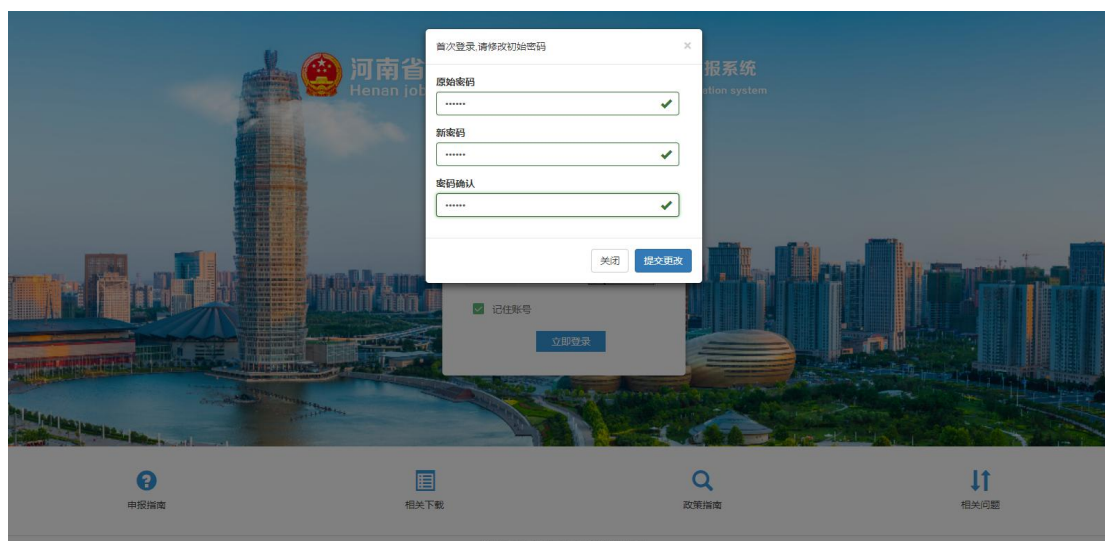 首次登录,请修改初始密码 ×
河南省
报系统
Henan job
ation system
原始密码
······
新密码
······
密码确认
······
关闭 提交更改
记住账号
立即登录
申报指南 相关下载 政策指南 相关问题